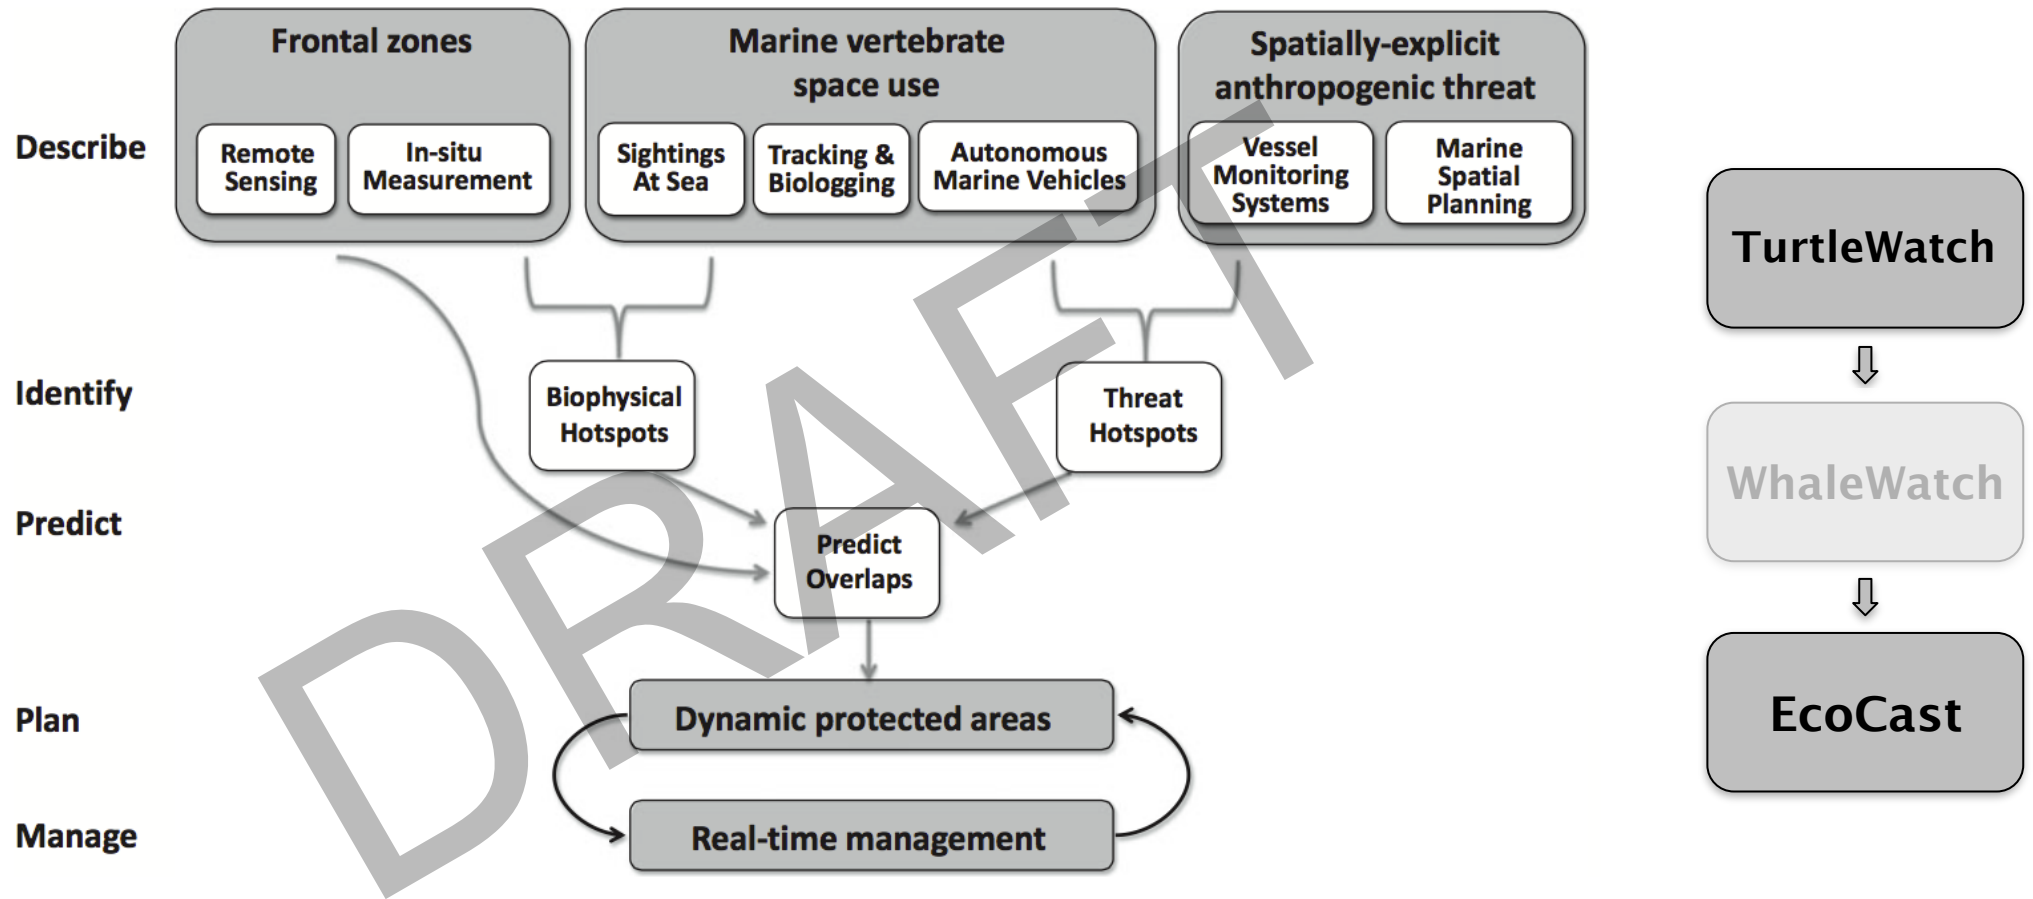 Frontal zones
Marine vertebrate
space use
Spatially-explicit
anthropogenic threat
Describe
Remote
Sensing
In-situ
Measurement
Sightings
At Sea
Tracking &
Biologging
Autonomous
Marine Vehicles
Vessel
Monitoring
Systems
Marine
Spatial
Planning
TurtleWatch
Identify
Biophysical
Hotspots
Threat
Hotspots
WhaleWatch
Predict
Predict
Overlaps
Plan
Dynamic protected areas
EcoCast
Manage
Real-time management
DRAFT